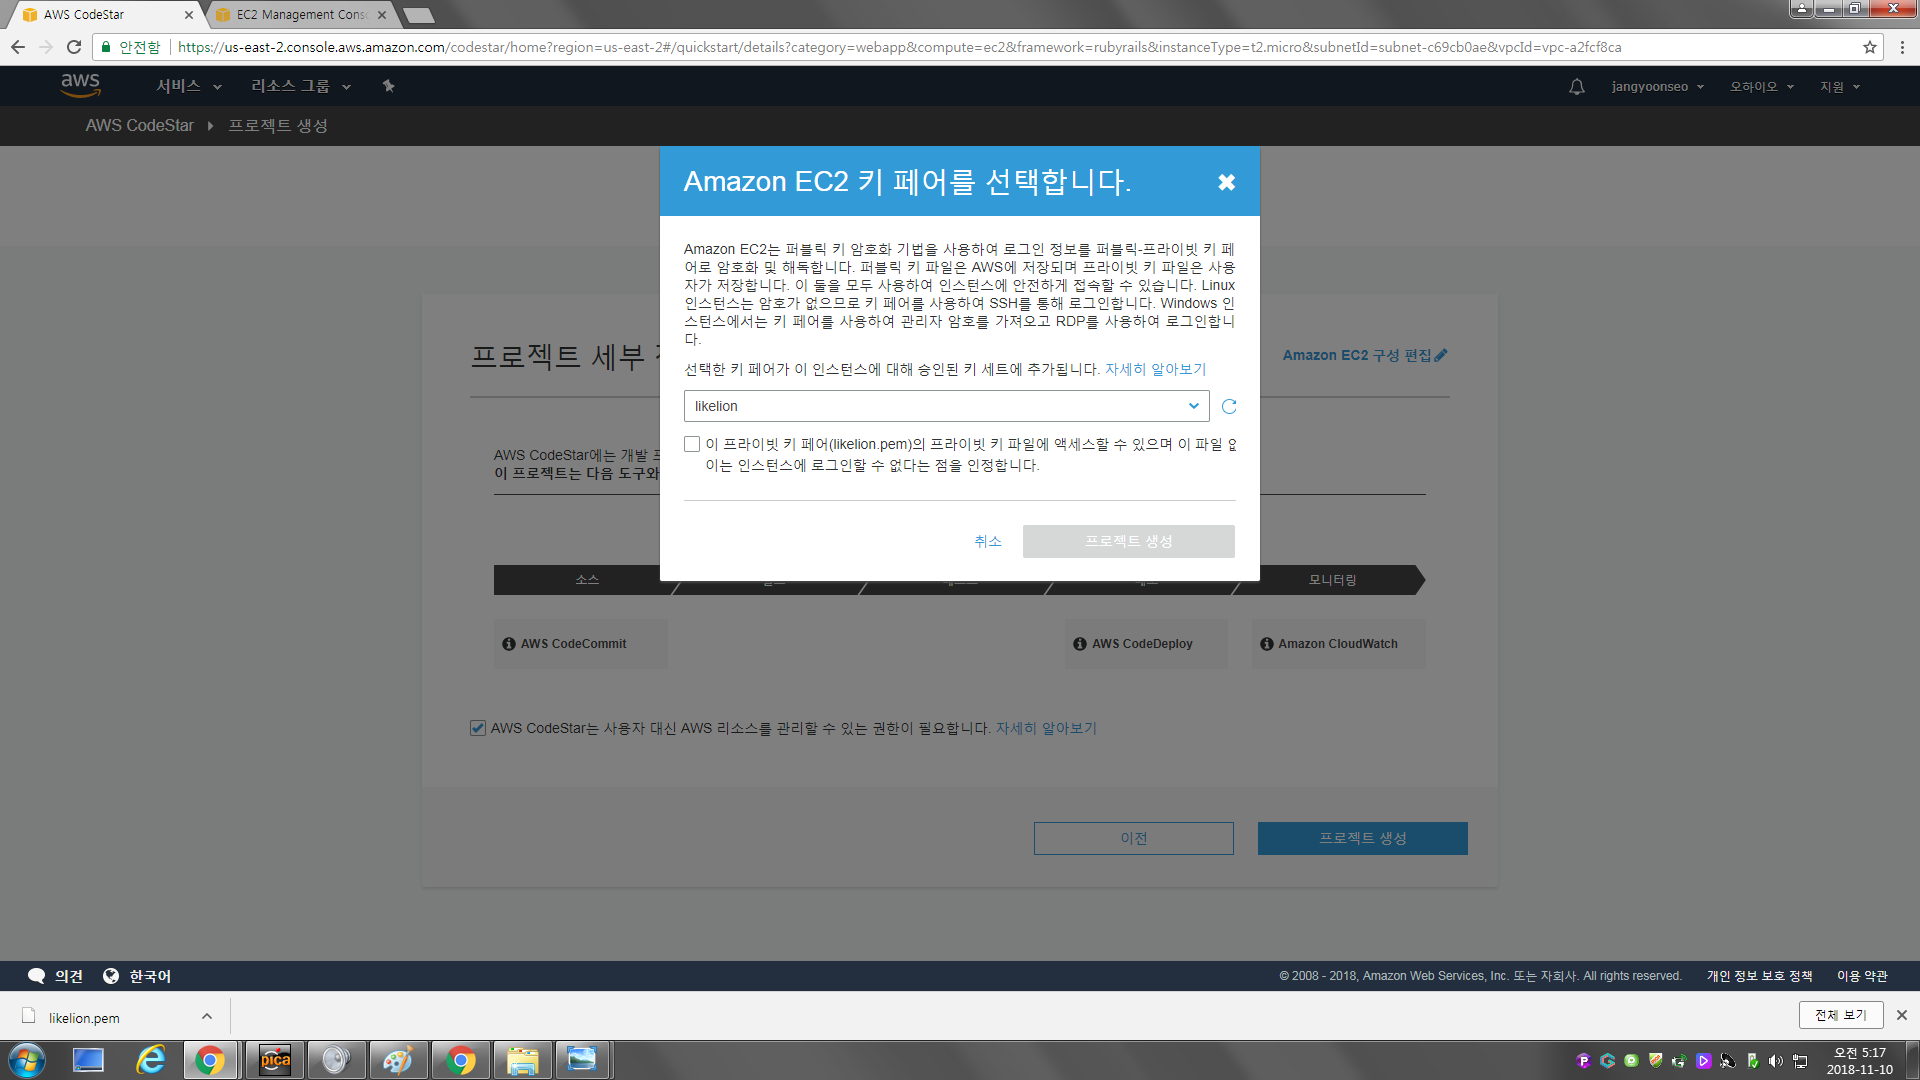 AWS CodeStar
EC2 Management Cons
안전함
https://us-east-2.console.aws.amazon.com/codestar/home?region=us-east-2#/quickstart/details?category=webapp&compute=ec2&framework=rubyrails&instanceType=t2.micro&subnetId=subnet-c69cb0ae&vpcId=vpc-a2fcf8ca
aws
서비스
리소스 그룹
jangyoonseo
오하이오
지원
AWS CodeStar
프로젝트 생성
Amazon EC2 키 페어를 선택합니다.
Amazon EC2는 퍼블릭 키 암호화 기법을 사용하여 로그인 정보를 퍼블릭-프라이빗 키 페
어로 암호화 및 해독합니다. 퍼블릭 키 파일은 AWS에 저장되며 프라이빗 키 파일은 사용
자가 저장합니다. 이 둘을 모두 사용하여 인스턴스에 안전하게 접속할 수 있습니다. Linux
인스턴스는 암호가 없으므로 키 페어를 사용하여 SSH를 통해 로그인합니다. Windows 인
스턴스에서는 키 페어를 사용하여 관리자 암호를 가져오고 RDP를 사용하여 로그인합니
다.
선택한 키 페어가 이 인스턴스에 대해 승인된 키 세트에 추가됩니다. 자세히 알아보기
likelion
이 프라이빗 키 페어(likelion.pem)의 프라이빗 키 파일에 액세스할 수 있으며 이 파일 없
이는 인스턴스에 로그인할 수 없다는 점을 인정합니다.
취소
프로젝트 생성
프로젝트 세부
Amazon EC2 구성 편집
AWS CodeStar에는 개발
이 프로젝트는 다음 도구와
소스
모니터링
AWS CodeCommit
AWS CodeDeploy
Amazon CloudWatch
AWS CodeStar는 사용자 대신 AWS 리소스를 관리할 수 있는 권한이 필요합니다. 자세히 알아보기
이전
프로젝트 생성
의견
한국어
© 2008 - 2018, Amazon Web Services, Inc. 또는 자회사. All rights reserved.
개인 정보 보호 정책
이용 약관
likelion.pem
전체 보기
pica
오전 5:17
2018-11-10